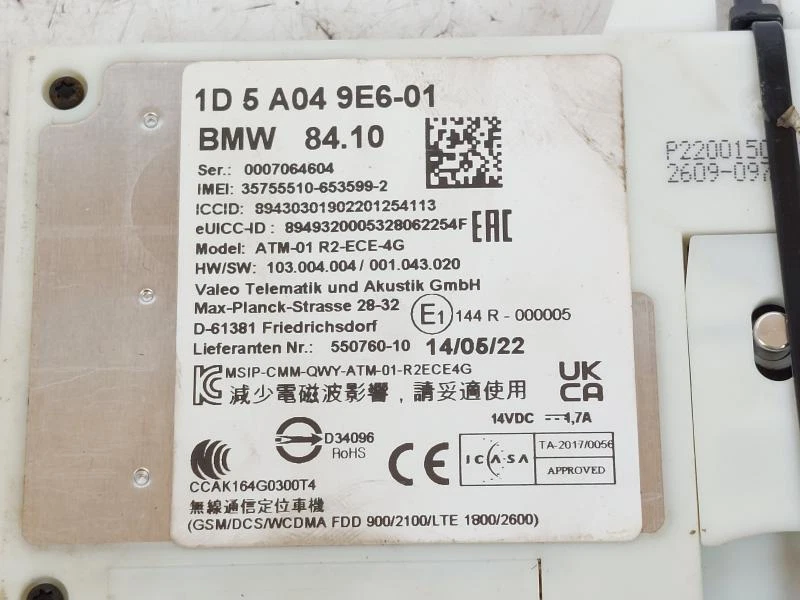 1D 5 A04 9E6-01
BMW 84.10
Ser.: 0007064604
IMEI: 35755510-653599-2
ICCID: 89430301902201254113
eUICC-ID : 8949320005328062254F EAC
Model: ATM-01 R2-ECE-4G
HW/SW: 103.004.004 / 001.043.020
Valeo Telematik und Akustik GmbH
Max-Planck-Strasse 28-32
D-61381 Friedrichsdorf
E1 144 R - 000005
Lieferanten Nr.: 550760-10 14/05/22
MSIP-CMM-QWY-ATM-01-R2ECE4G
減少電磁波影響，請妥適使用
UK
CA
14VDC 1,7A
D34096
RoHS
CE
ICASA
TA-2017/0056
APPROVED
CCC
CCAK164G0300T4
無線通信定位車機
(GSM/DCS/WCDMA FDD 900/2100/LTE 1800/2600)
P2200150
2609-097